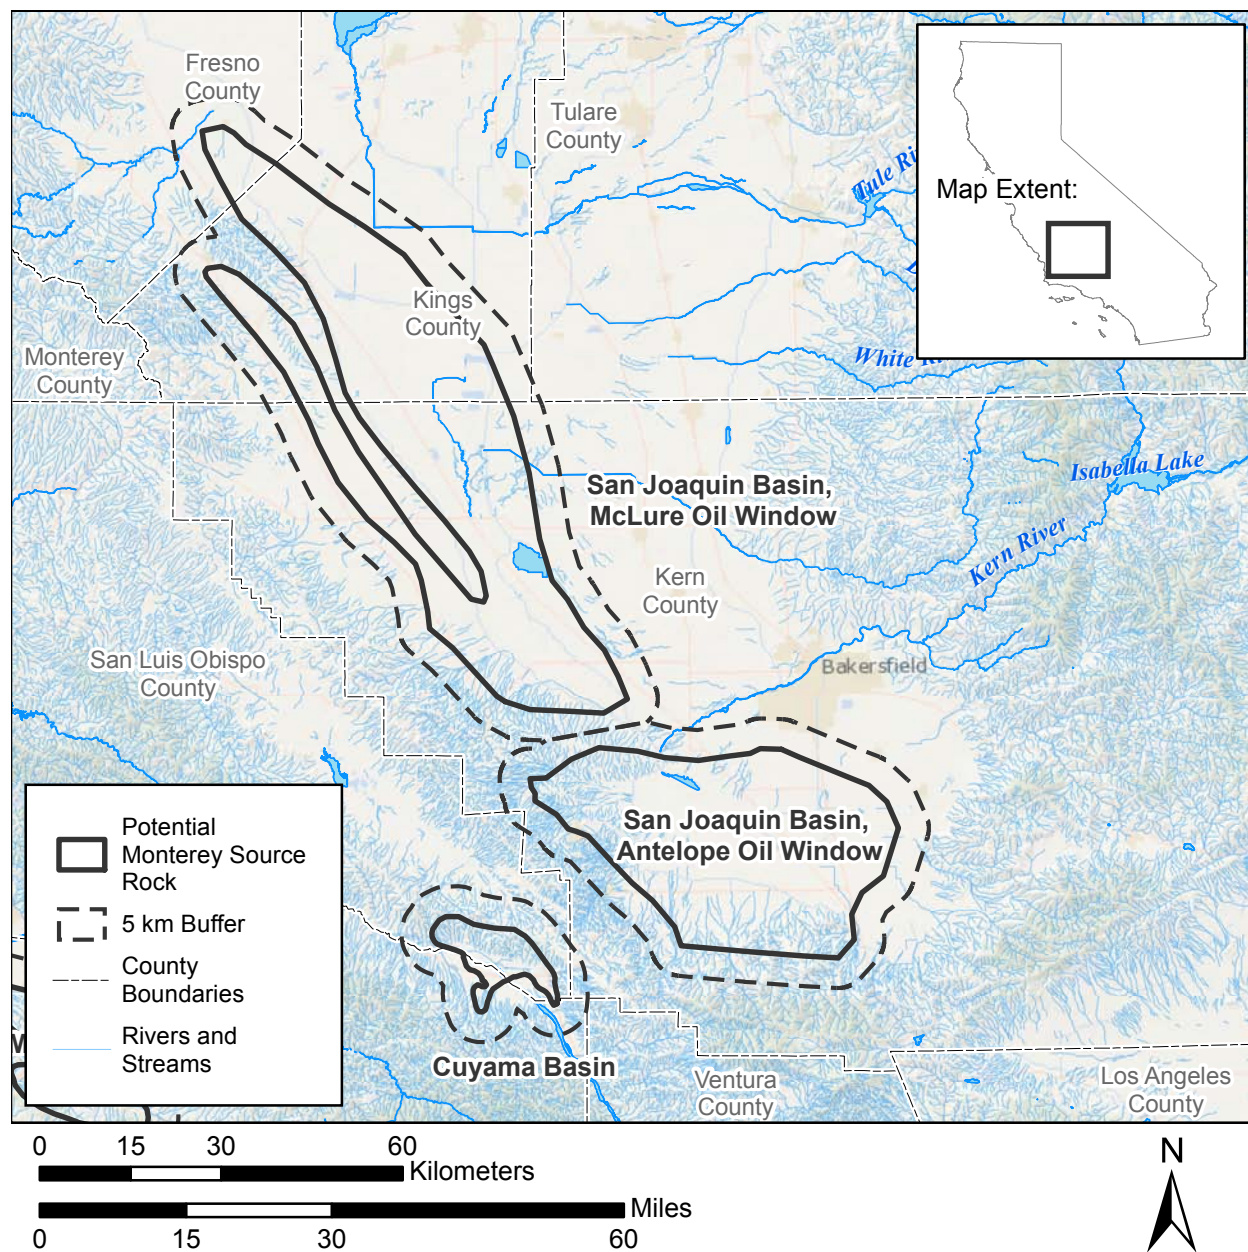 Fresno
County
Tulare
County
Tule
Map Extent:
Kings
County
Monterey
County
White
Isabella Lake
San Joaquin Basin,
McLure Oil Window
Kern River
Kern
County
San Luis Obispo
County
Bakersfield
San Joaquin Basin,
Antelope Oil Window
Potential
Monterey Source
Rock
5 km Buffer
County
Boundaries
Rivers and
Streams
Cuyama Basin
Ventura
County
Los Angeles
County
0 15 30 60
Kilometers
Miles
0 15 30 60
N